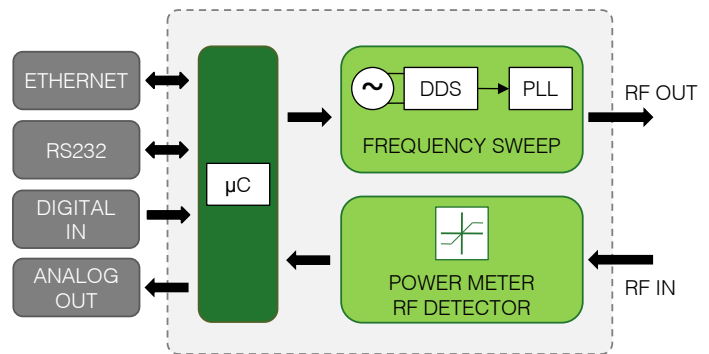 ETHERNET
RS232
DIGITAL
IN
ANALOG
OUT
µC
~
DDS
PLL
FREQUENCY SWEEP
RF OUT
POWER METER
RF DETECTOR
RF IN